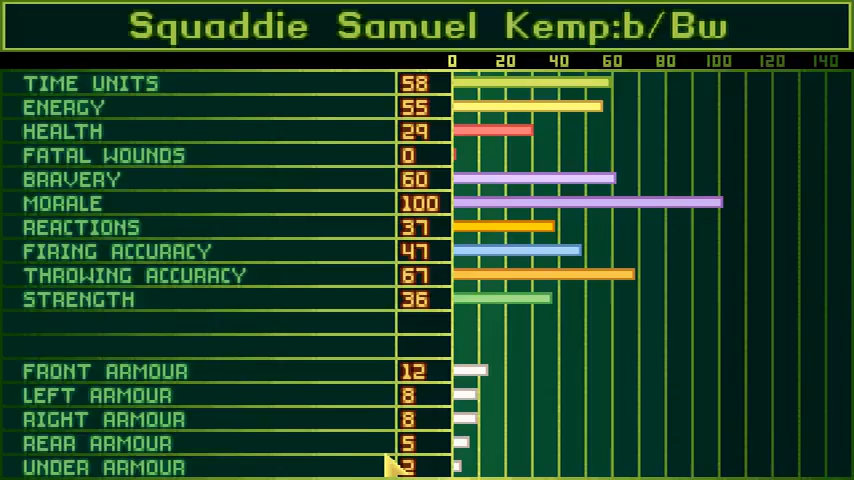 Squaddie Samuel Kemp:b/Bw
0 20 40 60 80 100 120 140
TIME UNITS 58
ENERGY 55
HEALTH 29
FATAL WOUNDS 0
BRAVERY 60
MORALE 100
REACTIONS 37
FIRING ACCURACY 47
THROWING ACCURACY 67
STRENGTH 36
FRONT ARMOUR 12
LEFT ARMOUR 8
RIGHT ARMOUR 8
REAR ARMOUR 5
UNDER ARMOUR 2